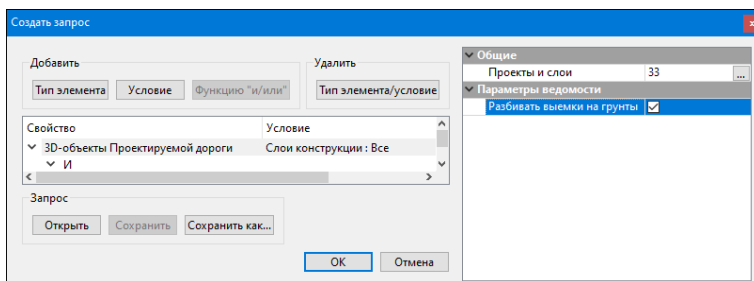 Создать запрос
Добавить
Тип элемента
Условие
Функцию "и/или"
Удалить
Тип элемента/условие
Свойство
Условие
3D-объекты Проектируемой дороги
Слои конструкции : Все
И
Запрос
Открыть
Сохранить
Сохранить как...
ОК
Отмена
Общие
Проекты и слои
33
...
Параметры ведомости
Разбивать выемки на грунты